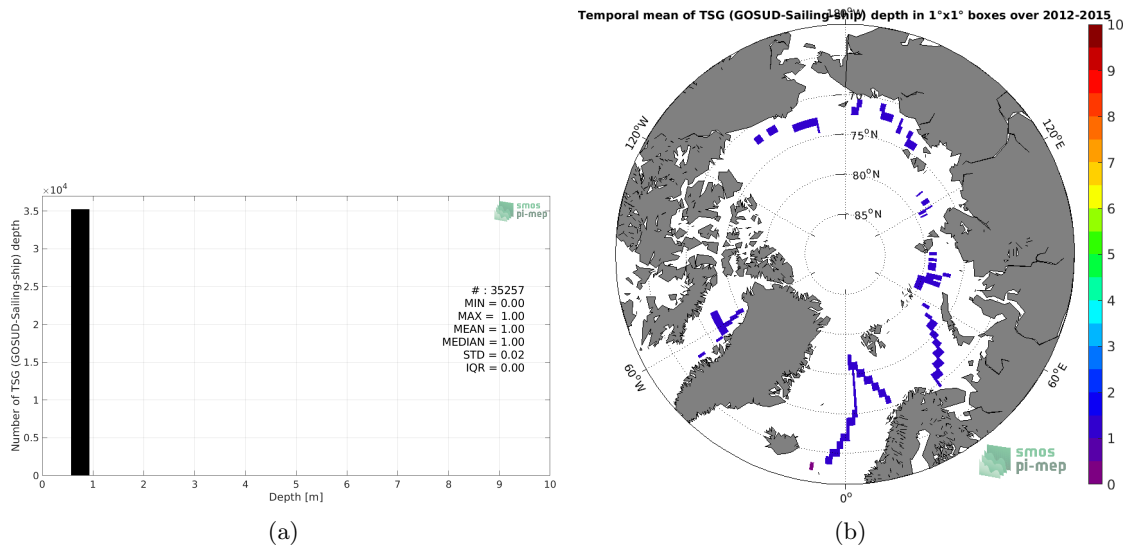 Temporal mean of TSG (GOSUD-Sailing-ship) depth in 1°x1° boxes over 2012-2015
×10⁴
3.5
3
2.5
2
1.5
1
0.5
0
Number of TSG (GOSUD-Sailing-ship) depth
0 1 2 3 4 5 6 7 8 9 10
Depth [m]
smos
pi-mep
# : 35257
MIN = 0.00
MAX = 1.00
MEAN = 1.00
MEDIAN = 1.00
STD = 0.02
IQR = 0.00
(a)
180°W
120°W
120°E
75°N
80°N
85°N
60°W
60°E
0°
smos
pi-mep
10
9
8
7
6
5
4
3
2
1
0
(b)